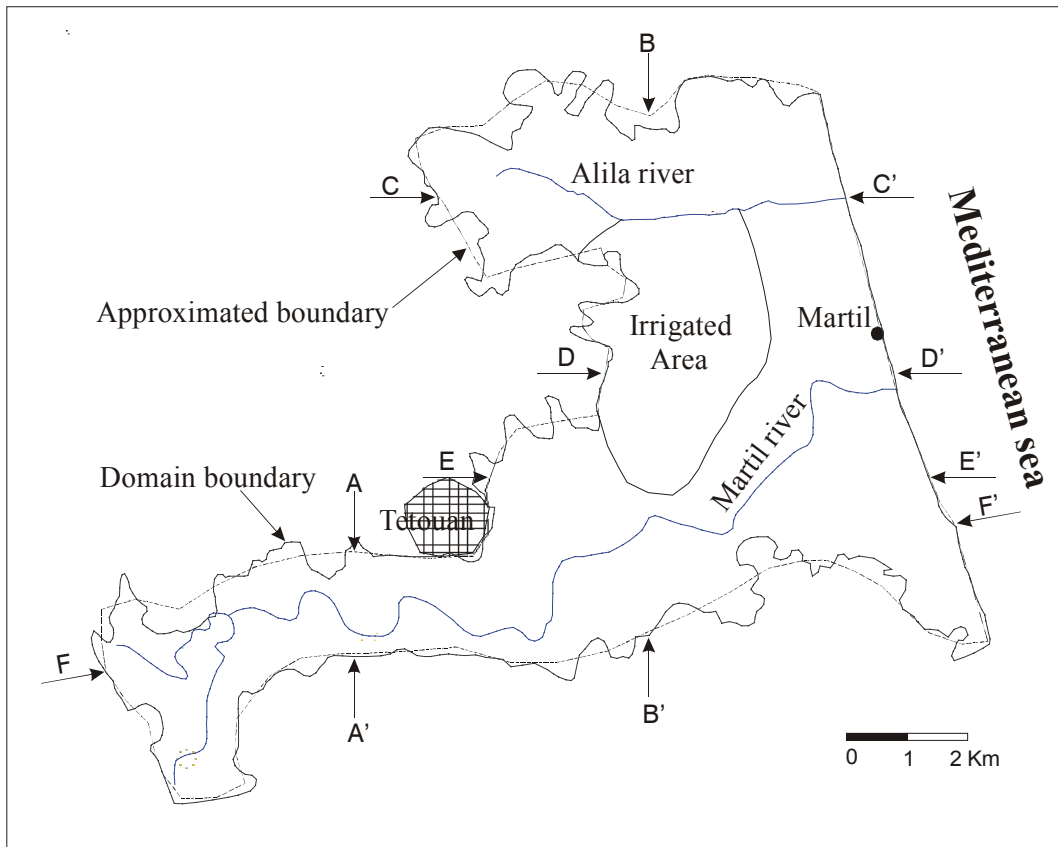 B
Alila river
C
C’
Mediterranean sea
Approximated boundary
Irrigated
Area
Martil
D
D’
Martil river
Domain boundary
A
E
E’
Tetouan
F’
F
A’
B’
0 1 2 Km